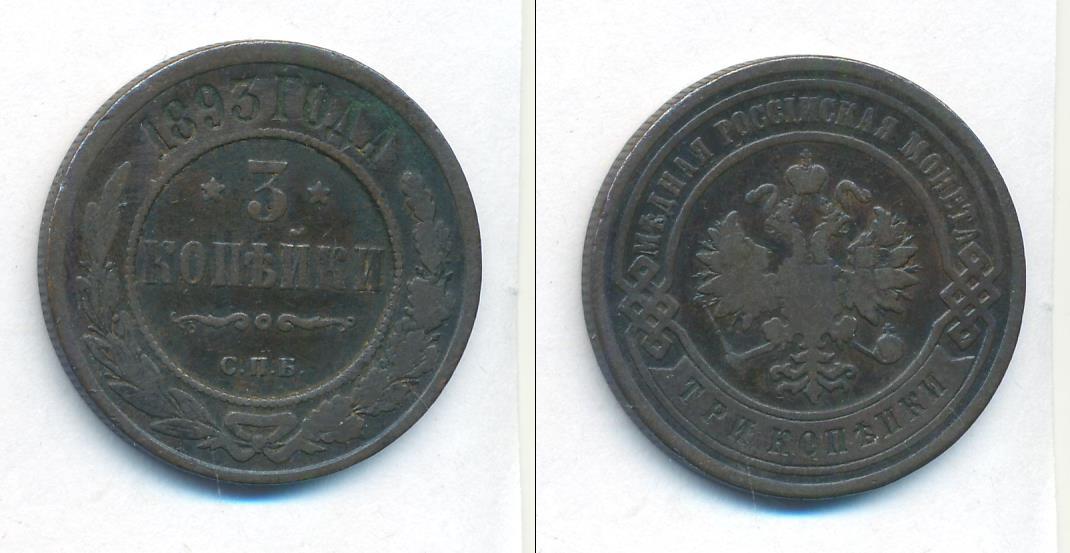 1893 ГОДА
3
КОПѢЙКИ
С.П.Б.
МѢДНАЯ РОССІЙСКАЯ МОНЕТА
ТРИ КОПѢЙКИ